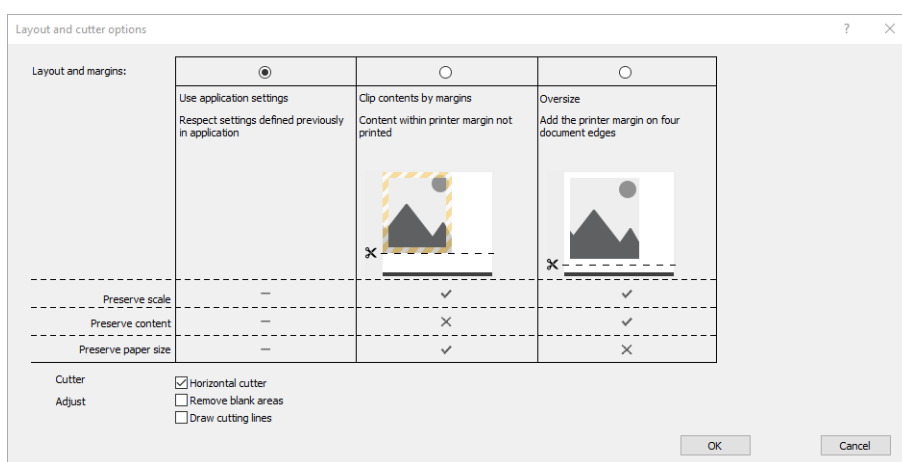 Layout and cutter options
Layout and margins:
Use application settings
Respect settings defined previously
in application
Clip contents by margins
Content within printer margin not
printed
Oversize
Add the printer margin on four
document edges
Preserve scale
Preserve content
Preserve paper size
Cutter
Horizontal cutter
Adjust
Remove blank areas
Draw cutting lines
OK
Cancel